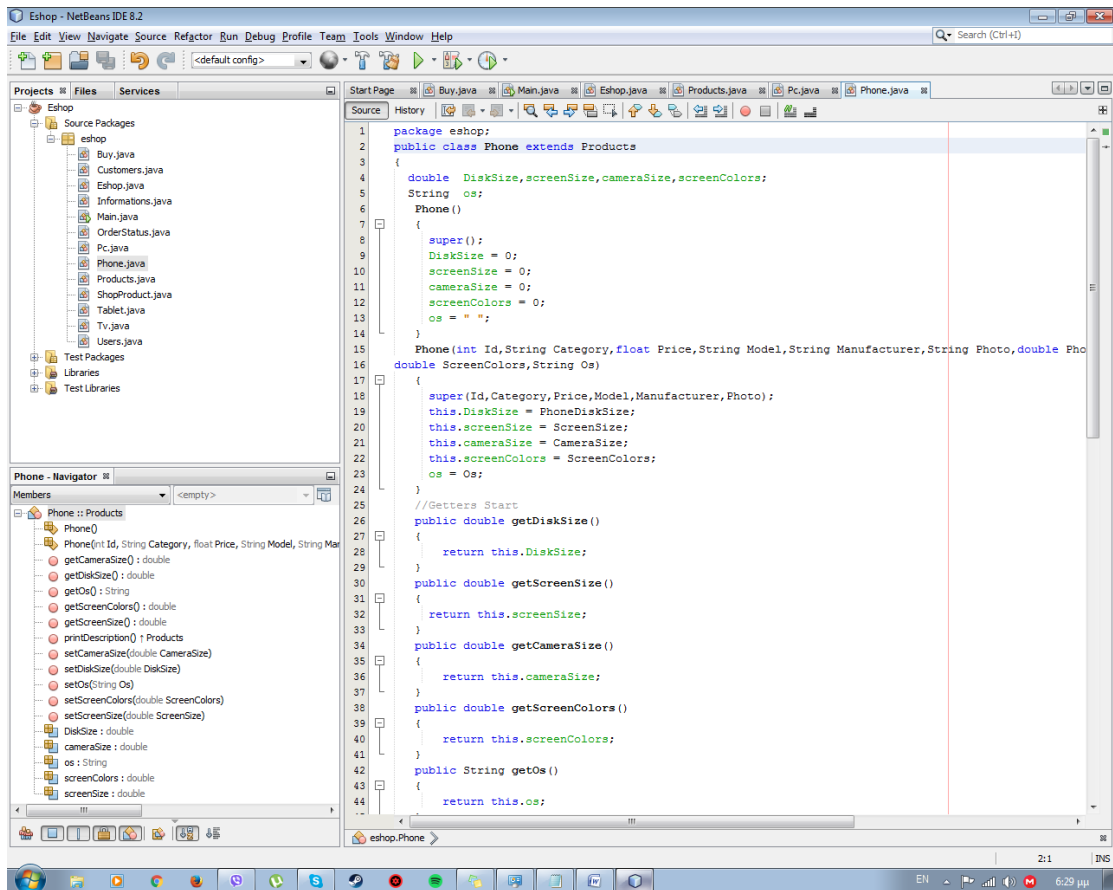 Eshop - NetBeans IDE 8.2
File Edit View Navigate Source Refactor Run Debug Profile Team Tools Window Help
Search (Ctrl+I)
<default config>
Projects Files Services
Eshop
Source Packages
eshop
Buy.java
Customers.java
Eshop.java
Informations.java
Main.java
OrderStatus.java
Pc.java
Phone.java
Products.java
ShopProduct.java
Tablet.java
Tv.java
Users.java
Test Packages
Libraries
Test Libraries
Phone - Navigator
Members <empty>
Phone :: Products
Phone()
Phone(int Id, String Category, float Price, String Model, String Mar
getCameraSize() : double
getDiskSize() : double
getOs() : String
getScreenColors() : double
getScreenSize() : double
printDescription() ↑ Products
setCameraSize(double CameraSize)
setDiskSize(double DiskSize)
setOs(String Os)
setScreenColors(double ScreenColors)
setScreenSize(double ScreenSize)
DiskSize : double
cameraSize : double
os : String
screenColors : double
screenSize : double
Start Page Buy.java Main.java Eshop.java Products.java Pc.java Phone.java
Source History
1 package eshop;
2 public class Phone extends Products
3 {
4 double DiskSize,screenSize,cameraSize,screenColors;
5 String os;
6 Phone()
7 {
8 super();
9 DiskSize = 0;
10 screenSize = 0;
11 cameraSize = 0;
12 screenColors = 0;
13 os = " ";
14 }
15 Phone(int Id,String Category,float Price,String Model,String Manufacturer,String Photo,double Pho
16 double ScreenColors,String Os)
17 {
18 super(Id,Category,Price,Model,Manufacturer,Photo);
19 this.DiskSize = PhoneDiskSize;
20 this.screenSize = ScreenSize;
21 this.cameraSize = CameraSize;
22 this.screenColors = ScreenColors;
23 os = Os;
24 }
25 //Getters Start
26 public double getDiskSize()
27 {
28 return this.DiskSize;
29 }
30 public double getScreenSize()
31 {
32 return this.screenSize;
33 }
34 public double getCameraSize()
35 {
36 return this.cameraSize;
37 }
38 public double getScreenColors()
39 {
40 return this.screenColors;
41 }
42 public String getOs()
43 {
44 return this.os;
eshop.Phone
2:1 INS
EN 6:29 μμ